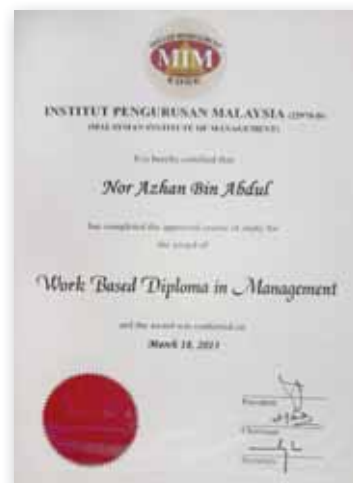 MIM
INSTITUT PENGURUSAN MALAYSIA
(MALAYSIAN INSTITUTE OF MANAGEMENT)
It is hereby certified that
Nor Azhan Bin Abdul
has completed the approved course of study for
the award of
Work Based Diploma in Management
and the award was conferred on
March 18, 2013
President
Chairman
Secretary